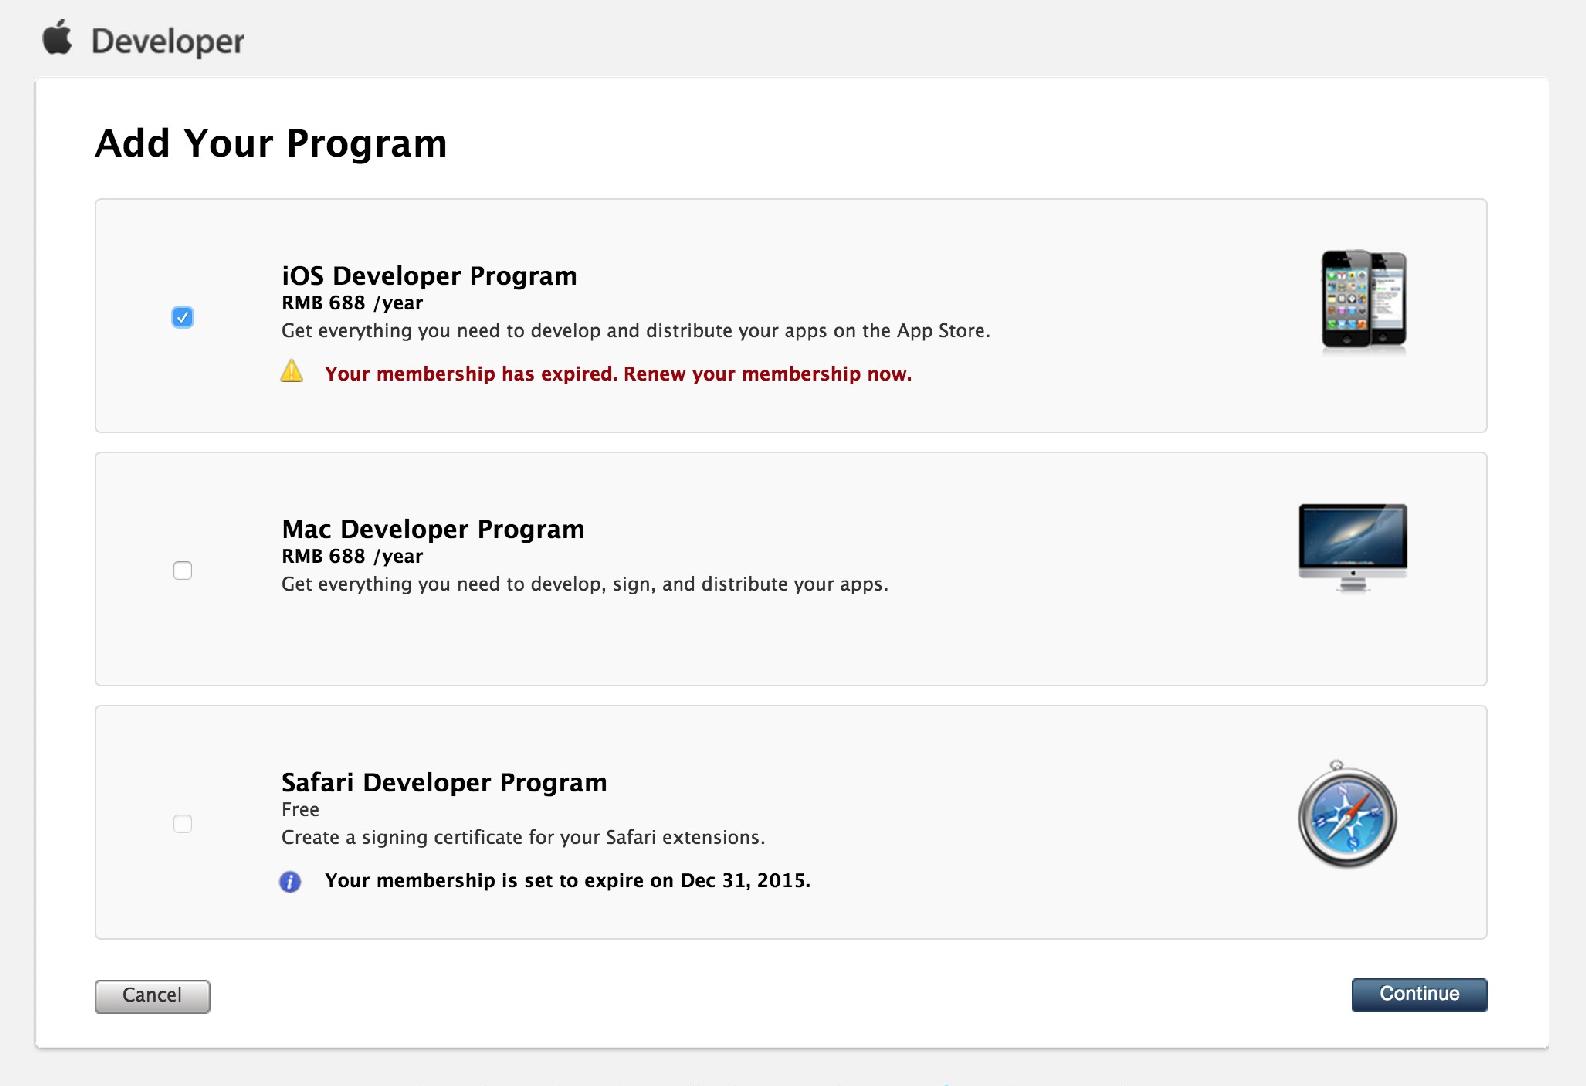 Developer
Add Your Program
iOS Developer Program
RMB 688 /year
Get everything you need to develop and distribute your apps on the App Store.
Your membership has expired. Renew your membership now.
Mac Developer Program
RMB 688 /year
Get everything you need to develop, sign, and distribute your apps.
Safari Developer Program
Free
Create a signing certificate for your Safari extensions.
Your membership is set to expire on Dec 31, 2015.
Cancel
Continue